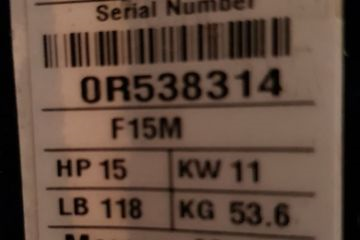 Serial Number
0R538314
F15M
HP 15 KW 11
LB 118 KG 53.6